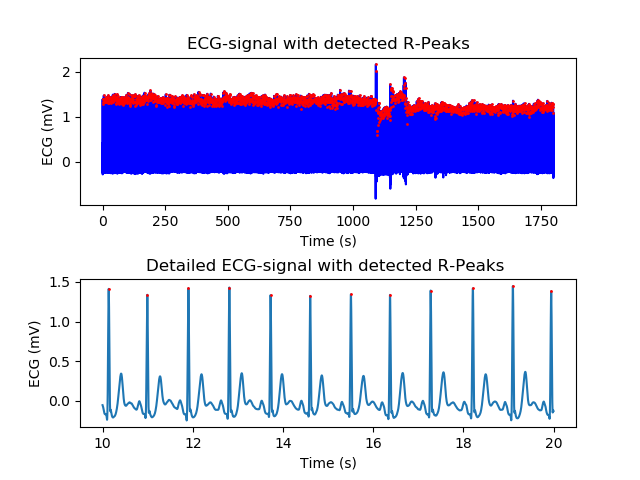 ECG-signal with detected R-Peaks
2
1
0
ECG (mV)
0 250 500 750 1000 1250 1500 1750
Time (s)
Detailed ECG-signal with detected R-Peaks
1.5
1.0
0.5
0.0
ECG (mV)
10 12 14 16 18 20
Time (s)